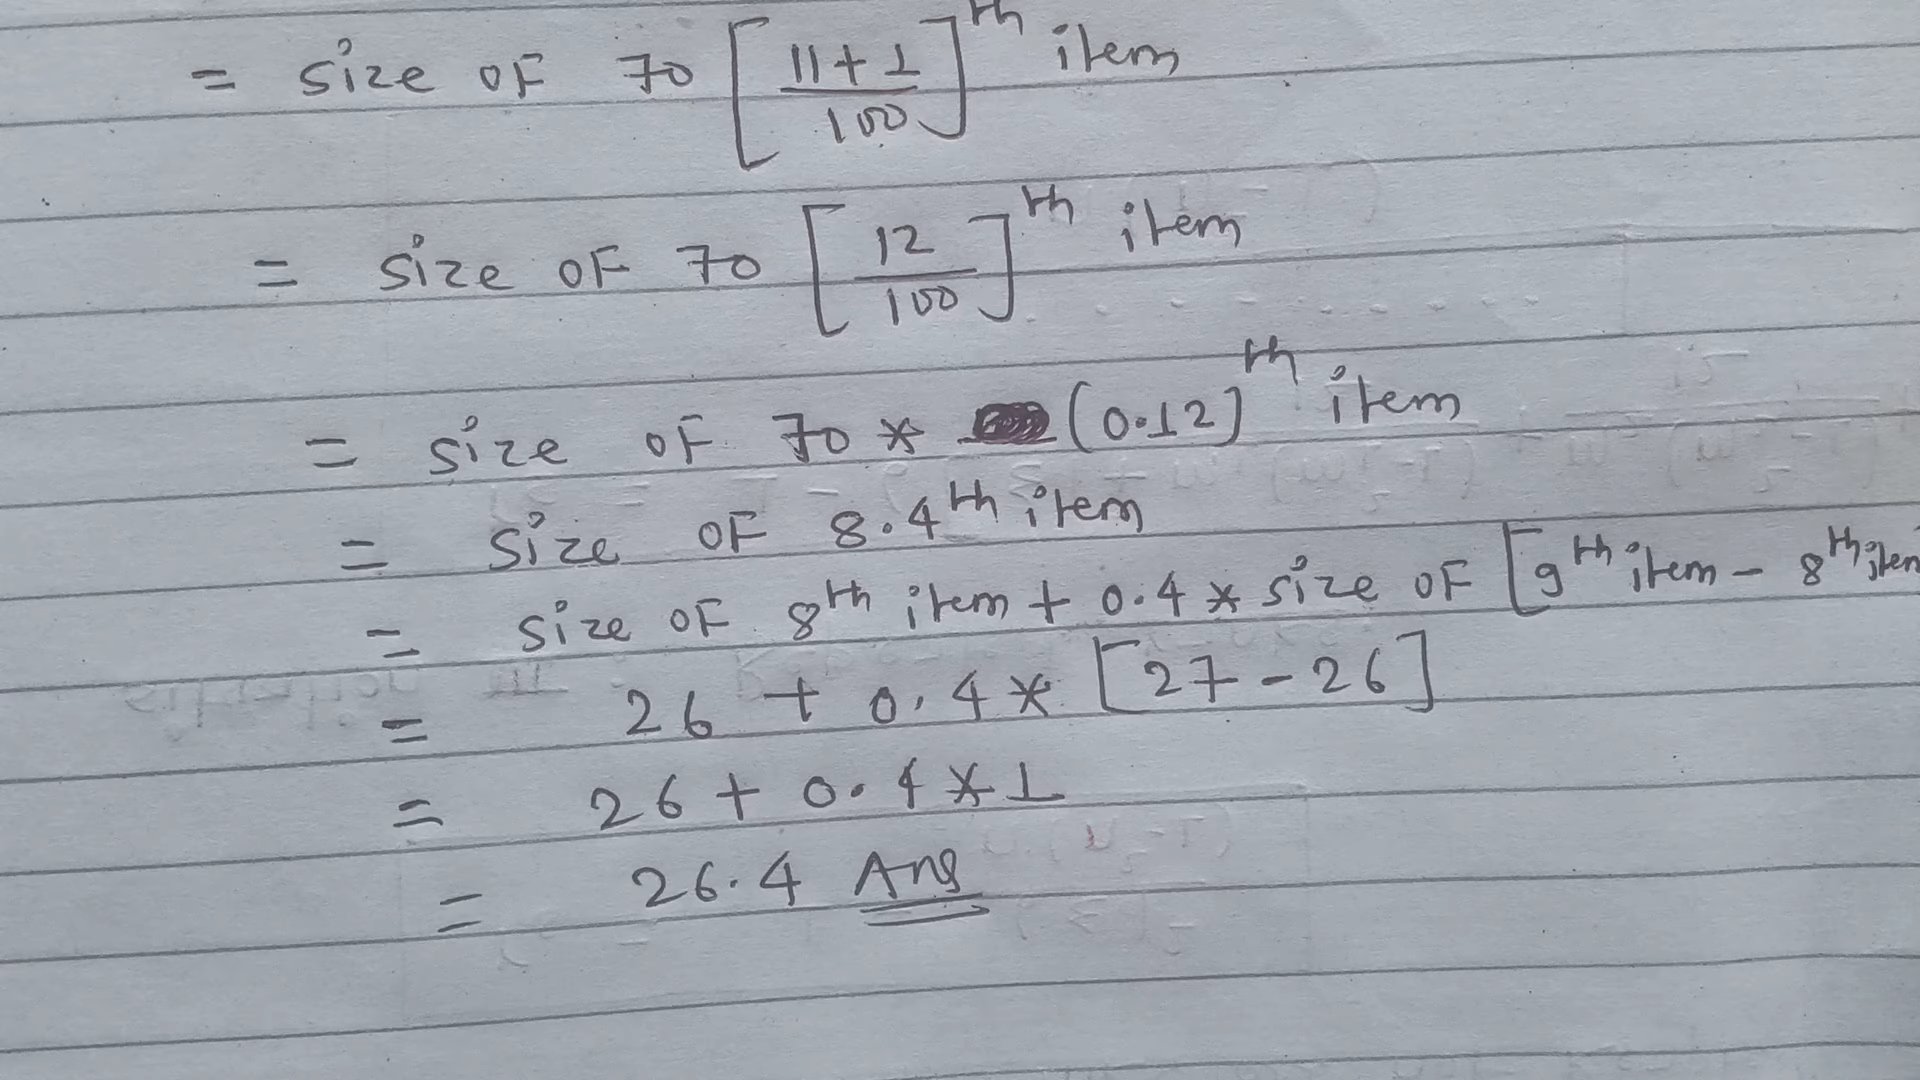 = size of 70 [11+1/100]th item
= size of 70 [12/100]th item
= size of 70 * (0.12)th item
= size of 8.4th item
= size of 8th item + 0.4 * size of [9th item - 8th item
= 26 + 0.4 * [27-26]
= 26 + 0.4 * 1
= 26.4 Ans